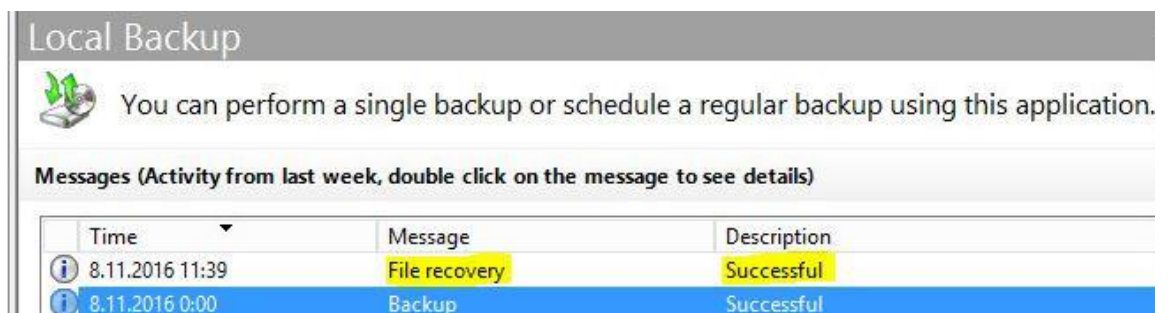 Local Backup
You can perform a single backup or schedule a regular backup using this application.
Messages (Activity from last week, double click on the message to see details)
Time Message Description
8.11.2016 11:39 File recovery Successful
8.11.2016 0:00 Backup Successful